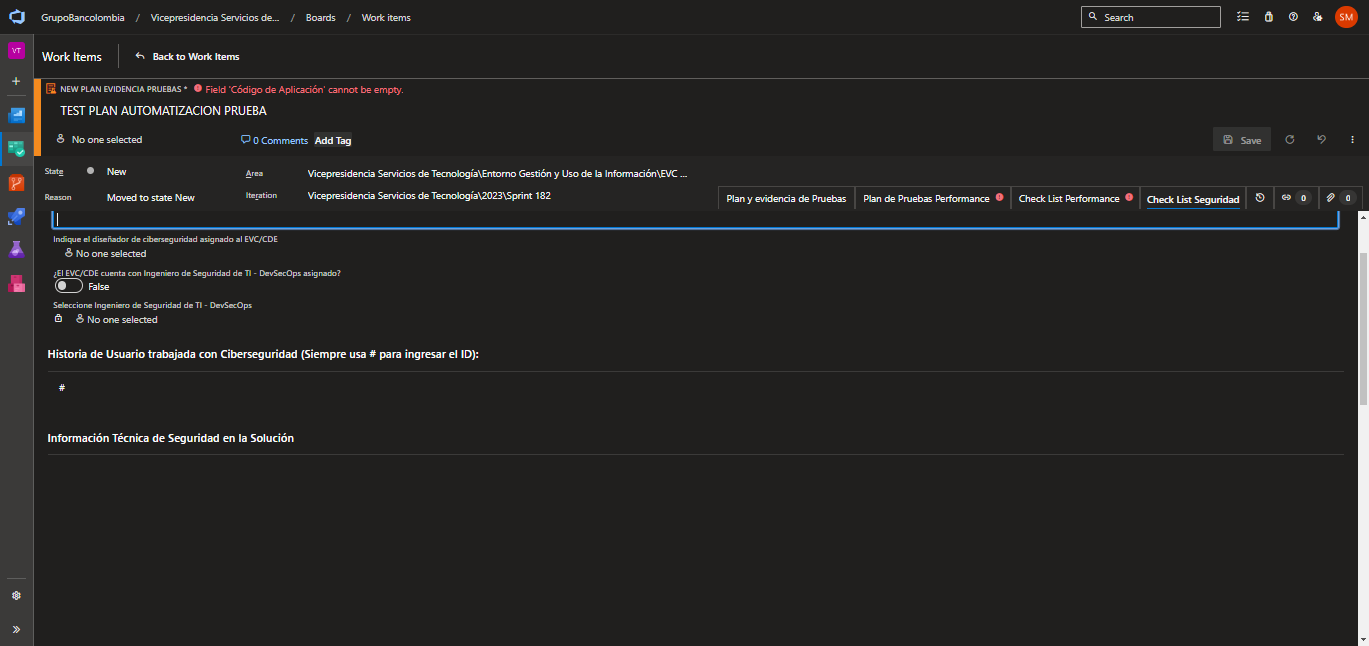 GrupoBancolombia / Vicepresidencia Servicios de... / Boards / Work items
Search
SM
VT
Work Items
Back to Work Items
NEW PLAN EVIDENCIA PRUEBAS * Field 'Código de Aplicación' cannot be empty.
TEST PLAN AUTOMATIZACION PRUEBA
No one selected
0 Comments
Add Tag
Save
State
New
Area
Vicepresidencia Servicios de Tecnología\Entorno Gestión y Uso de la Información\EVC ...
Reason
Moved to state New
Iteration
Vicepresidencia Servicios de Tecnología\2023\Sprint 182
Plan y evidencia de Pruebas
Plan de Pruebas Performance
Check List Performance
Check List Seguridad
0
0
Indique el diseñador de ciberseguridad asignado al EVC/CDE
No one selected
¿El EVC/CDE cuenta con Ingeniero de Seguridad de TI - DevSecOps asignado?
False
Seleccione Ingeniero de Seguridad de TI - DevSecOps
No one selected
Historia de Usuario trabajada con Ciberseguridad (Siempre usa # para ingresar el ID):
#
Información Técnica de Seguridad en la Solución